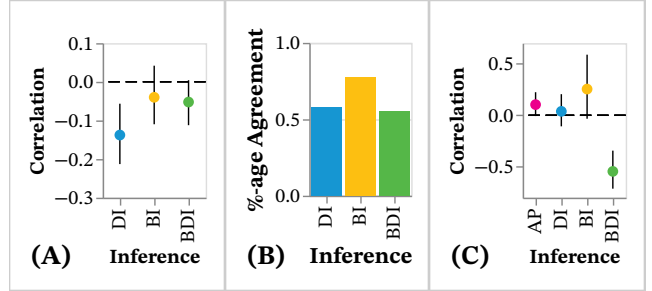 0.1
0.0
−0.1
−0.2
−0.3
Correlation
DI
BI
BDI
(A)
Inference
1.0
0.5
0.0
%-age Agreement
DI
BI
BDI
(B)
Inference
0.5
0.0
−0.5
Correlation
AP
DI
BI
BDI
(C)
Inference